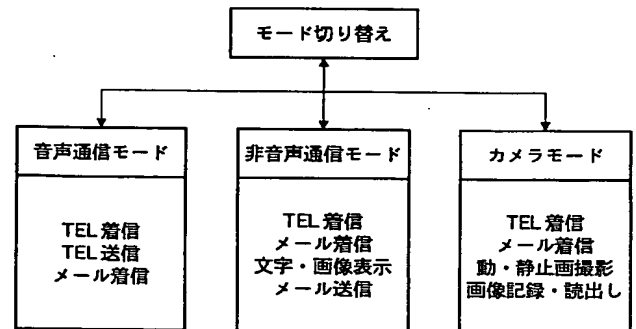 モード切り替え
音声通信モード
TEL着信
TEL送信
メール着信
非音声通信モード
TEL着信
メール着信
文字・画像表示
メール送信
カメラモード
TEL着信
メール着信
動・静止画撮影
画像記録・読出し